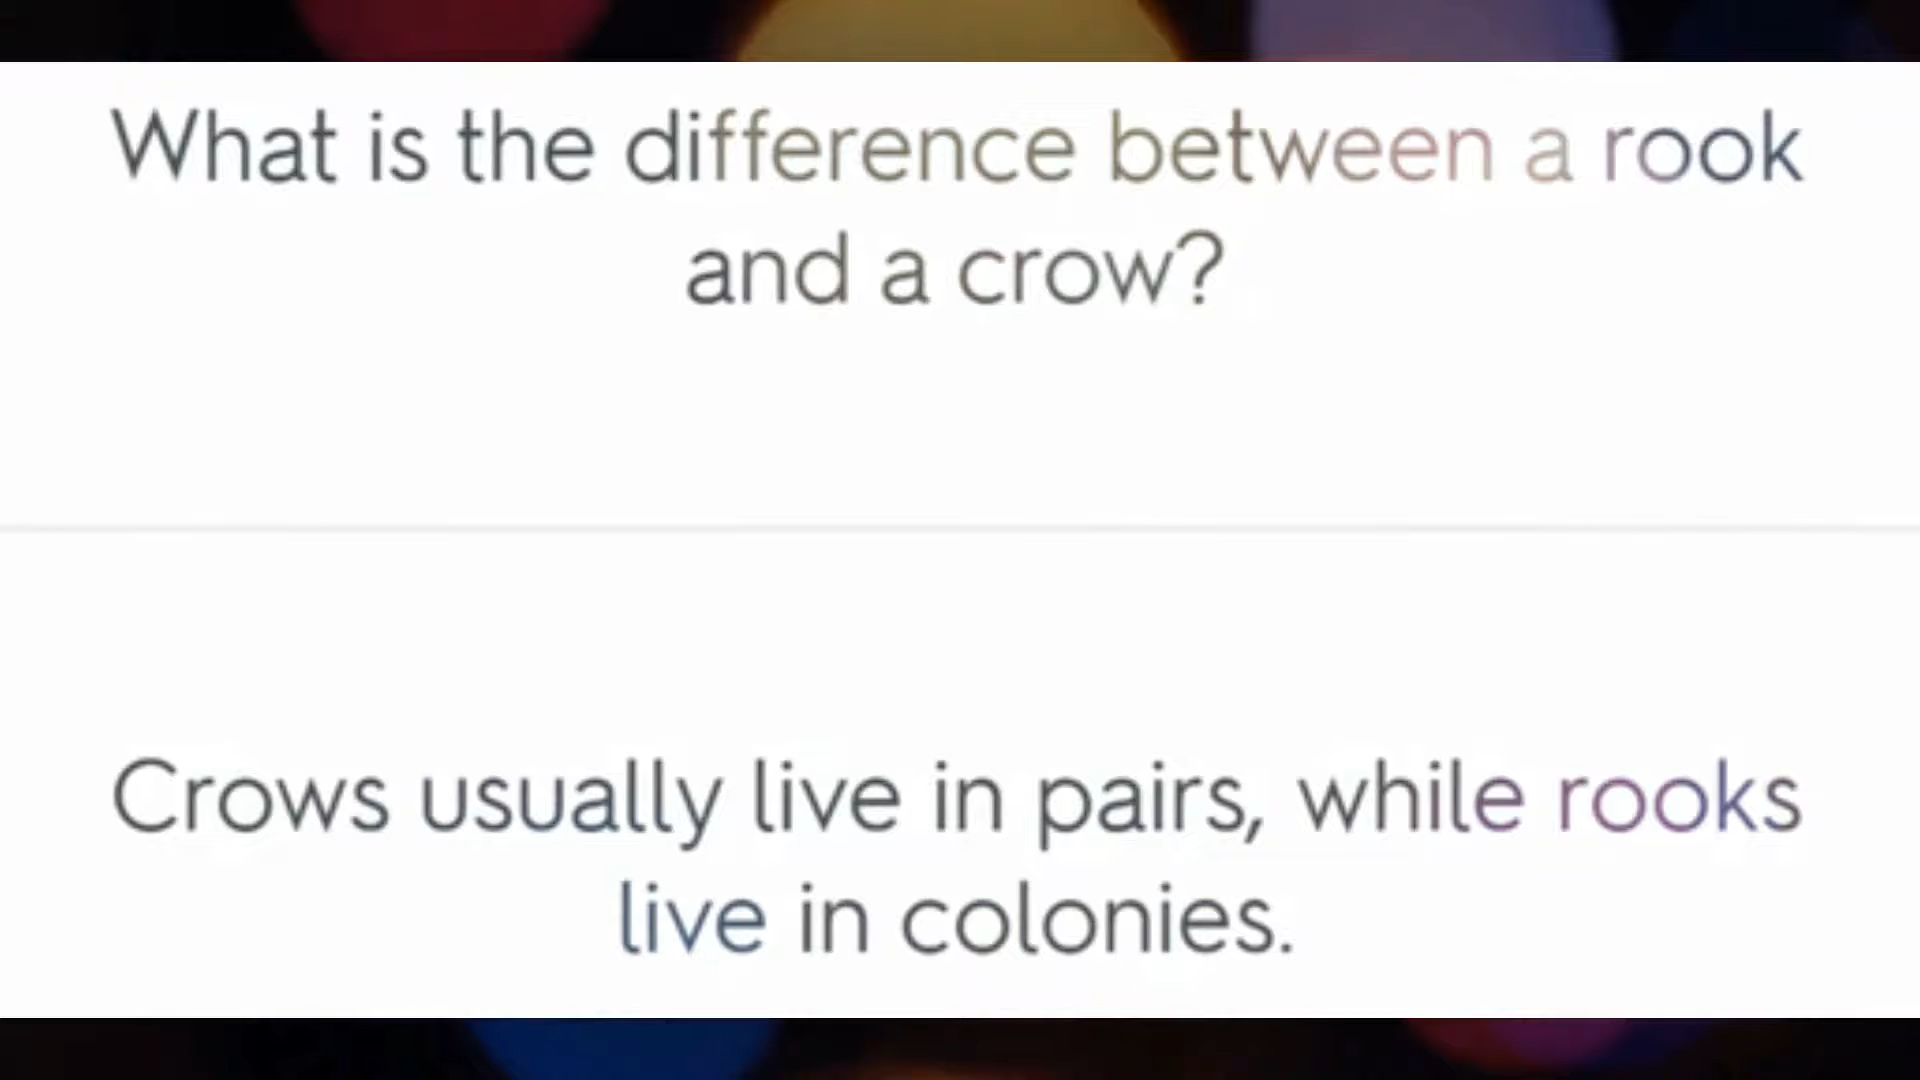 What is the difference between a rook
and a crow?
Crows usually live in pairs, while rooks
live in colonies.